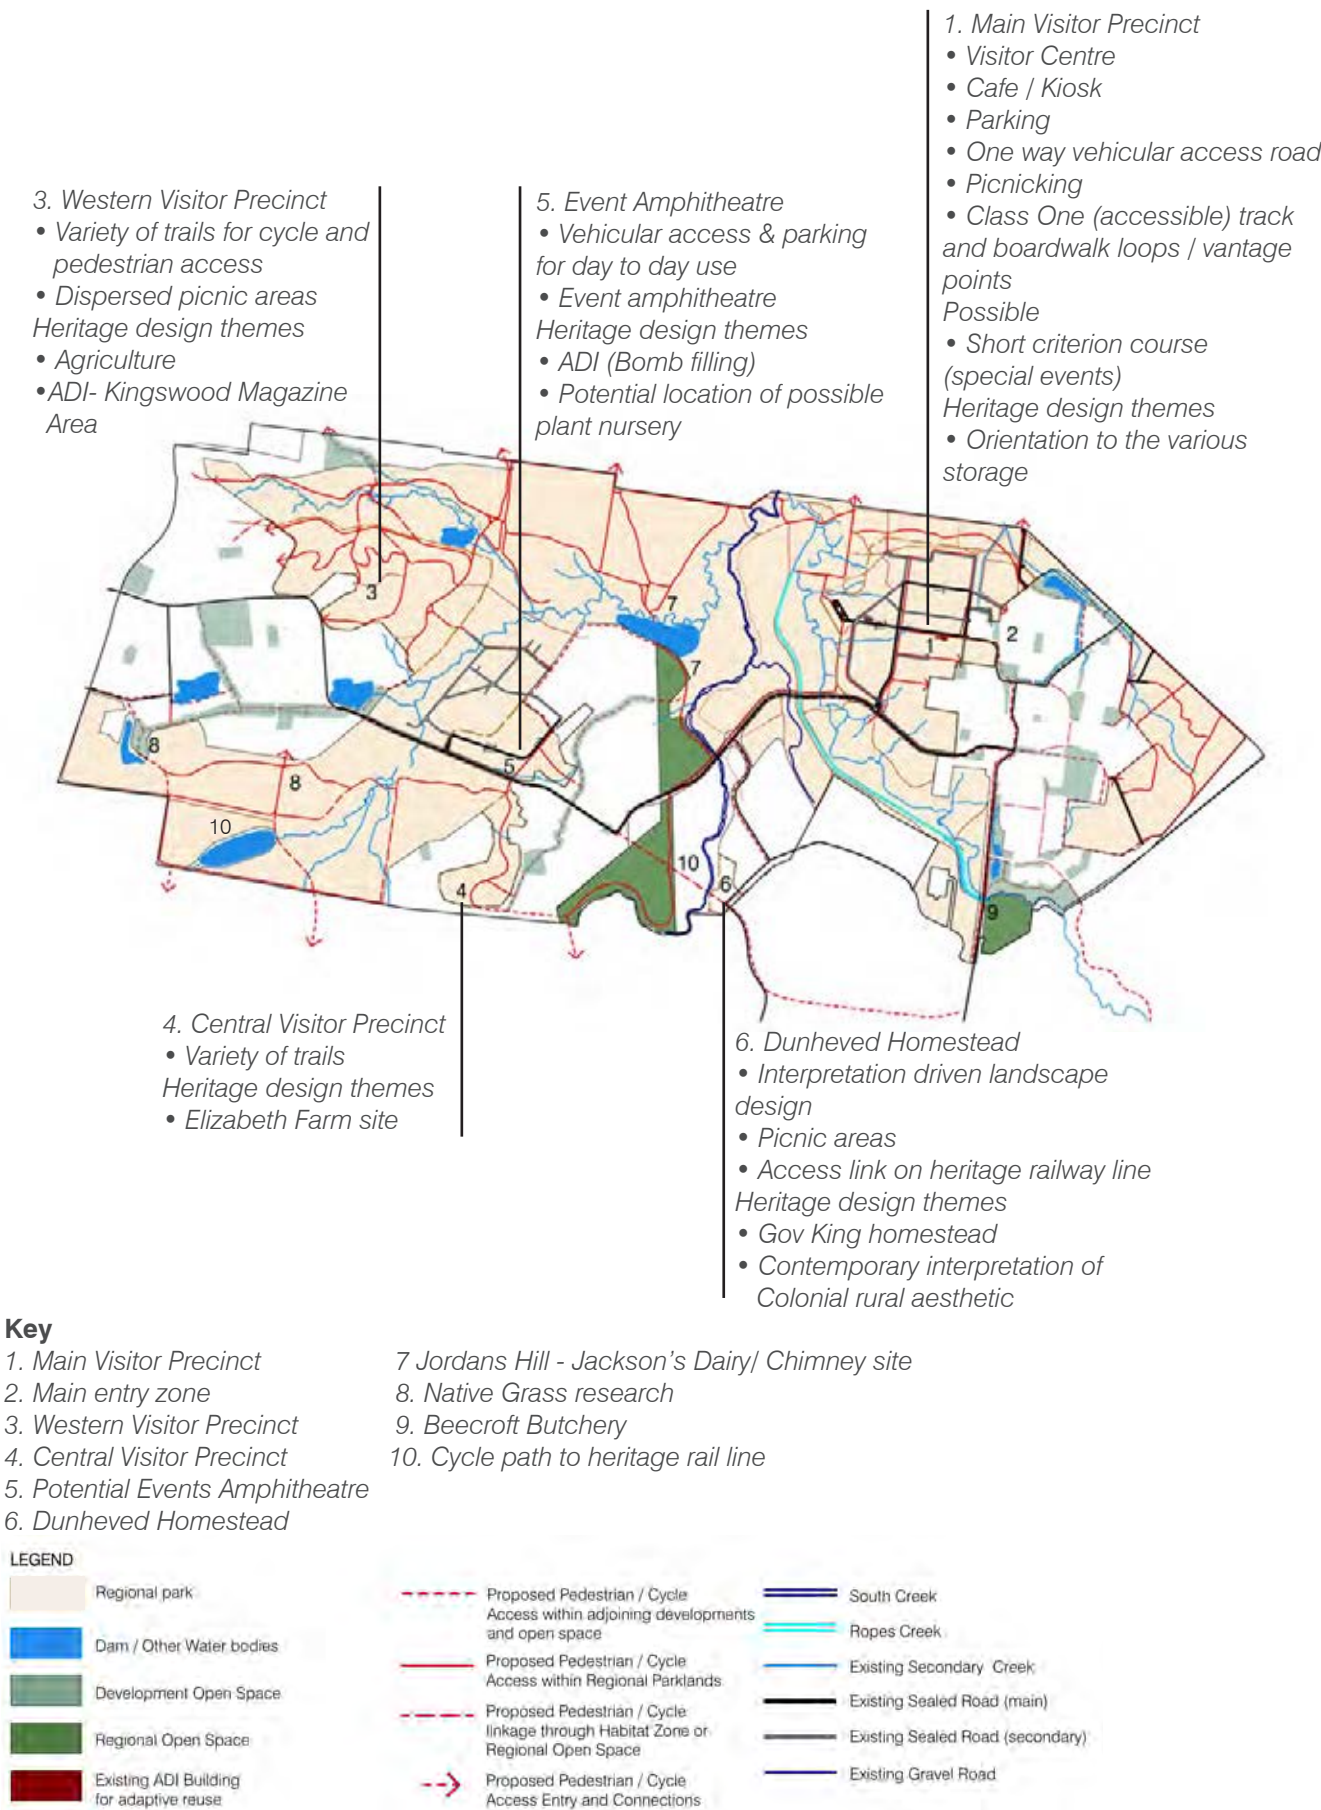 1. Main Visitor Precinct
• Visitor Centre
• Cafe / Kiosk
• Parking
• One way vehicular access road
• Picnicking
• Class One (accessible) track
and boardwalk loops / vantage
points
Possible
• Short criterion course
(special events)
Heritage design themes
• Orientation to the various
storage
3. Western Visitor Precinct
• Variety of trails for cycle and
pedestrian access
• Dispersed picnic areas
Heritage design themes
• Agriculture
•ADI- Kingswood Magazine
Area
5. Event Amphitheatre
• Vehicular access & parking
for day to day use
• Event amphitheatre
Heritage design themes
• ADI (Bomb filling)
• Potential location of possible
plant nursery
3
7
1
2
7
8
5
8
10
4
10
6
9
4. Central Visitor Precinct
• Variety of trails
Heritage design themes
• Elizabeth Farm site
6. Dunheved Homestead
• Interpretation driven landscape
design
• Picnic areas
• Access link on heritage railway line
Heritage design themes
• Gov King homestead
• Contemporary interpretation of
Colonial rural aesthetic
Key
1. Main Visitor Precinct
2. Main entry zone
3. Western Visitor Precinct
4. Central Visitor Precinct
5. Potential Events Amphitheatre
6. Dunheved Homestead
7 Jordans Hill - Jackson's Dairy/ Chimney site
8. Native Grass research
9. Beecroft Butchery
10. Cycle path to heritage rail line
LEGEND
Regional park
Dam / Other Water bodies
Development Open Space
Regional Open Space
Existing ADI Building
for adaptive reuse
Proposed Pedestrian / Cycle
Access within adjoining developments
and open space
Proposed Pedestrian / Cycle
Access within Regional Parklands
Proposed Pedestrian / Cycle
linkage through Habitat Zone or
Regional Open Space
Proposed Pedestrian / Cycle
Access Entry and Connections
South Creek
Ropes Creek
Existing Secondary Creek
Existing Sealed Road (main)
Existing Sealed Road (secondary)
Existing Gravel Road